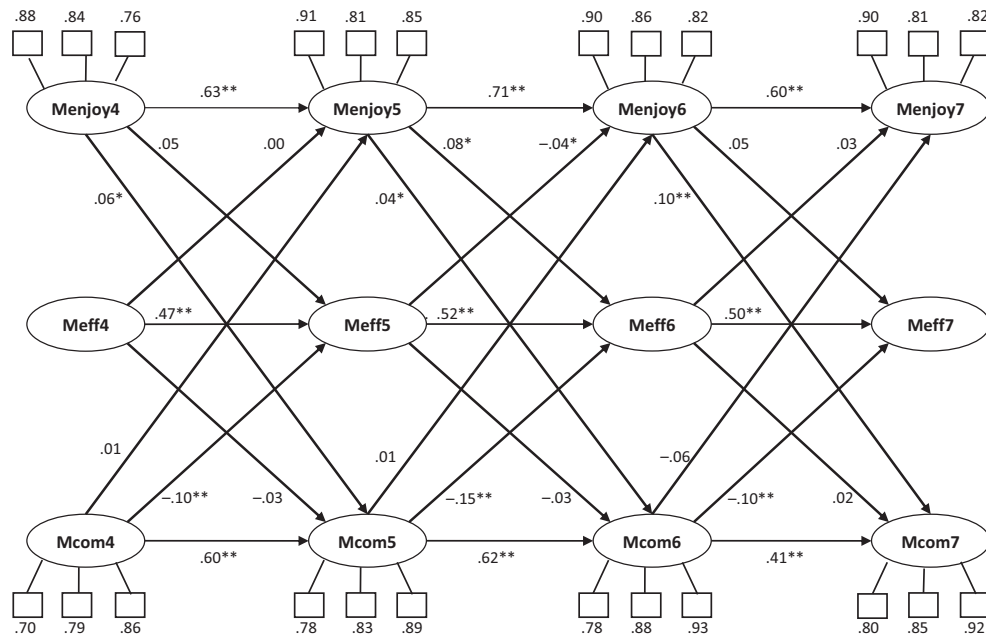 .88 .84 .76 .91 .81 .85 .90 .86 .82 .90 .81 .82
Menjoy4 .63** Menjoy5 .71** Menjoy6 .60** Menjoy7
.05 .00 .08* –.04* .05 .03
.06* .04* .10**
Meff4 .47** Meff5 .52** Meff6 .50** Meff7
.01 .01 –.06
–.10** –.03 –.15** –.03 –.10** .02
Mcom4 .60** Mcom5 .62** Mcom6 .41** Mcom7
.70 .79 .86 .78 .83 .89 .78 .88 .93 .80 .85 .92